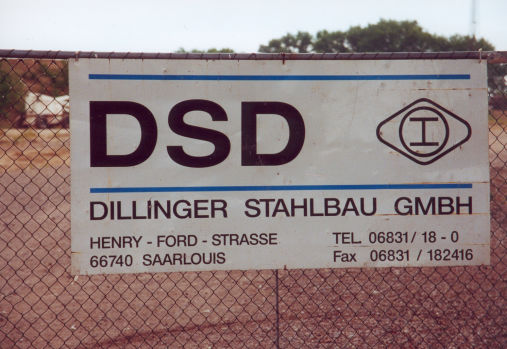 DSD
DILLINGER STAHLBAU GMBH
HENRY - FORD - STRASSE
66740 SAARLOUIS
TEL. 06831/ 18 - 0
Fax 06831 / 182416